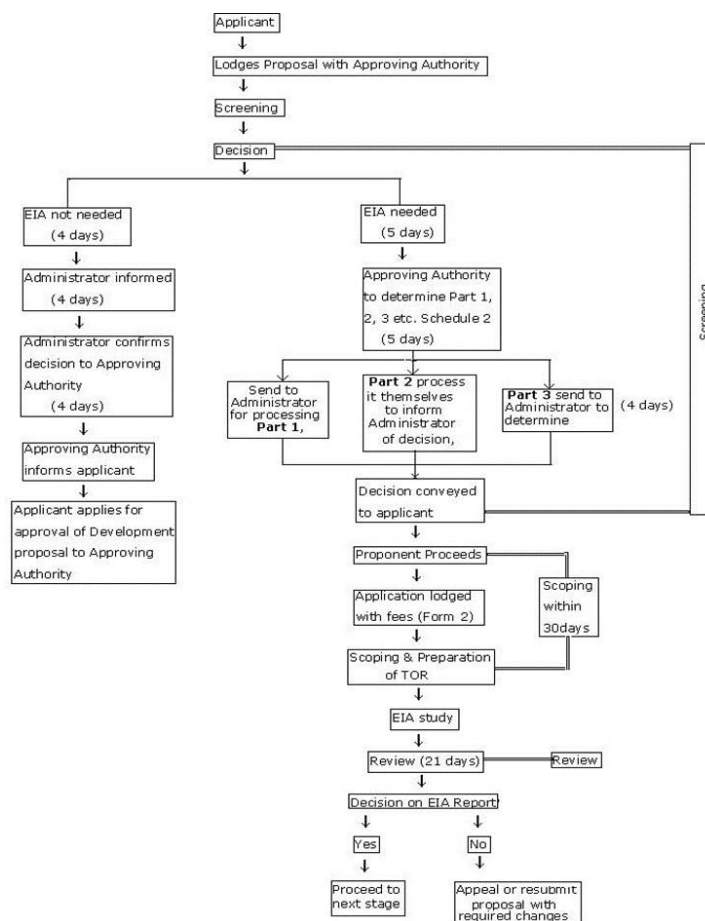 Applicant
Lodges Proposal with Approving Authority
Screening
Decision
EIA not needed
(4 days)
EIA needed
(5 days)
Administrator informed
(4 days)
Approving Authority
to determine Part 1,
2, 3 etc. Schedule 2
(5 days)
Screening
Administrator confirms
decision to Approving
Authority
(4 days)
Send to
Administrator
for processing
Part 1,
Part 2 process
it themselves
to inform
Administrator
of decision,
Part 3 send to
Administrator to
determine
(4 days)
Approving Authority
informs applicant
Decision conveyed
to applicant
Applicant applies for
approval of Development
proposal to Approving
Authority
Proponent Proceeds
Application lodged
with fees (Form 2)
Scoping
within
30days
Scoping & Preparation
of TOR
EIA study
Review (21 days)
Review
Decision on EIA Report
Yes
No
Proceed to
next stage
Appeal or resubmit
proposal with
required changes